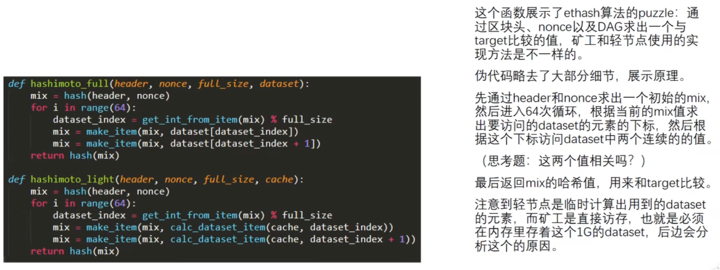 def hashimoto_full(header, nonce, full_size, dataset):
    mix = hash(header, nonce)
    for i in range(64):
        dataset_index = get_int_from_item(mix) % full_size
        mix = make_item(mix, dataset[dataset_index])
        mix = make_item(mix, dataset[dataset_index + 1])
    return hash(mix)
def hashimoto_light(header, nonce, full_size, cache):
    mix = hash(header, nonce)
    for i in range(64):
        dataset_index = get_int_from_item(mix) % full_size
        mix = make_item(mix, calc_dataset_item(cache, dataset_index))
        mix = make_item(mix, calc_dataset_item(cache, dataset_index + 1))
    return hash(mix)
这个函数展示了ethash算法的puzzle：通
过区块头、nonce以及DAG求出一个与
target比较的值，矿工和轻节点使用的实
现方法是不一样的。
伪代码略去了大部分细节，展示原理。
先通过header和nonce求出一个初始的mix，
然后进入64次循环，根据当前的mix值求
出要访问的dataset的元素的下标，然后根
据这个下标访问dataset中两个连续的的值。
（思考题：这两个值相关吗？）
最后返回mix的哈希值，用来和target比较。
注意到轻节点是临时计算出用到的dataset
的元素，而矿工是直接访存，也就是必须
在内存里存着这个1G的dataset，后边会分
析这个的原因。